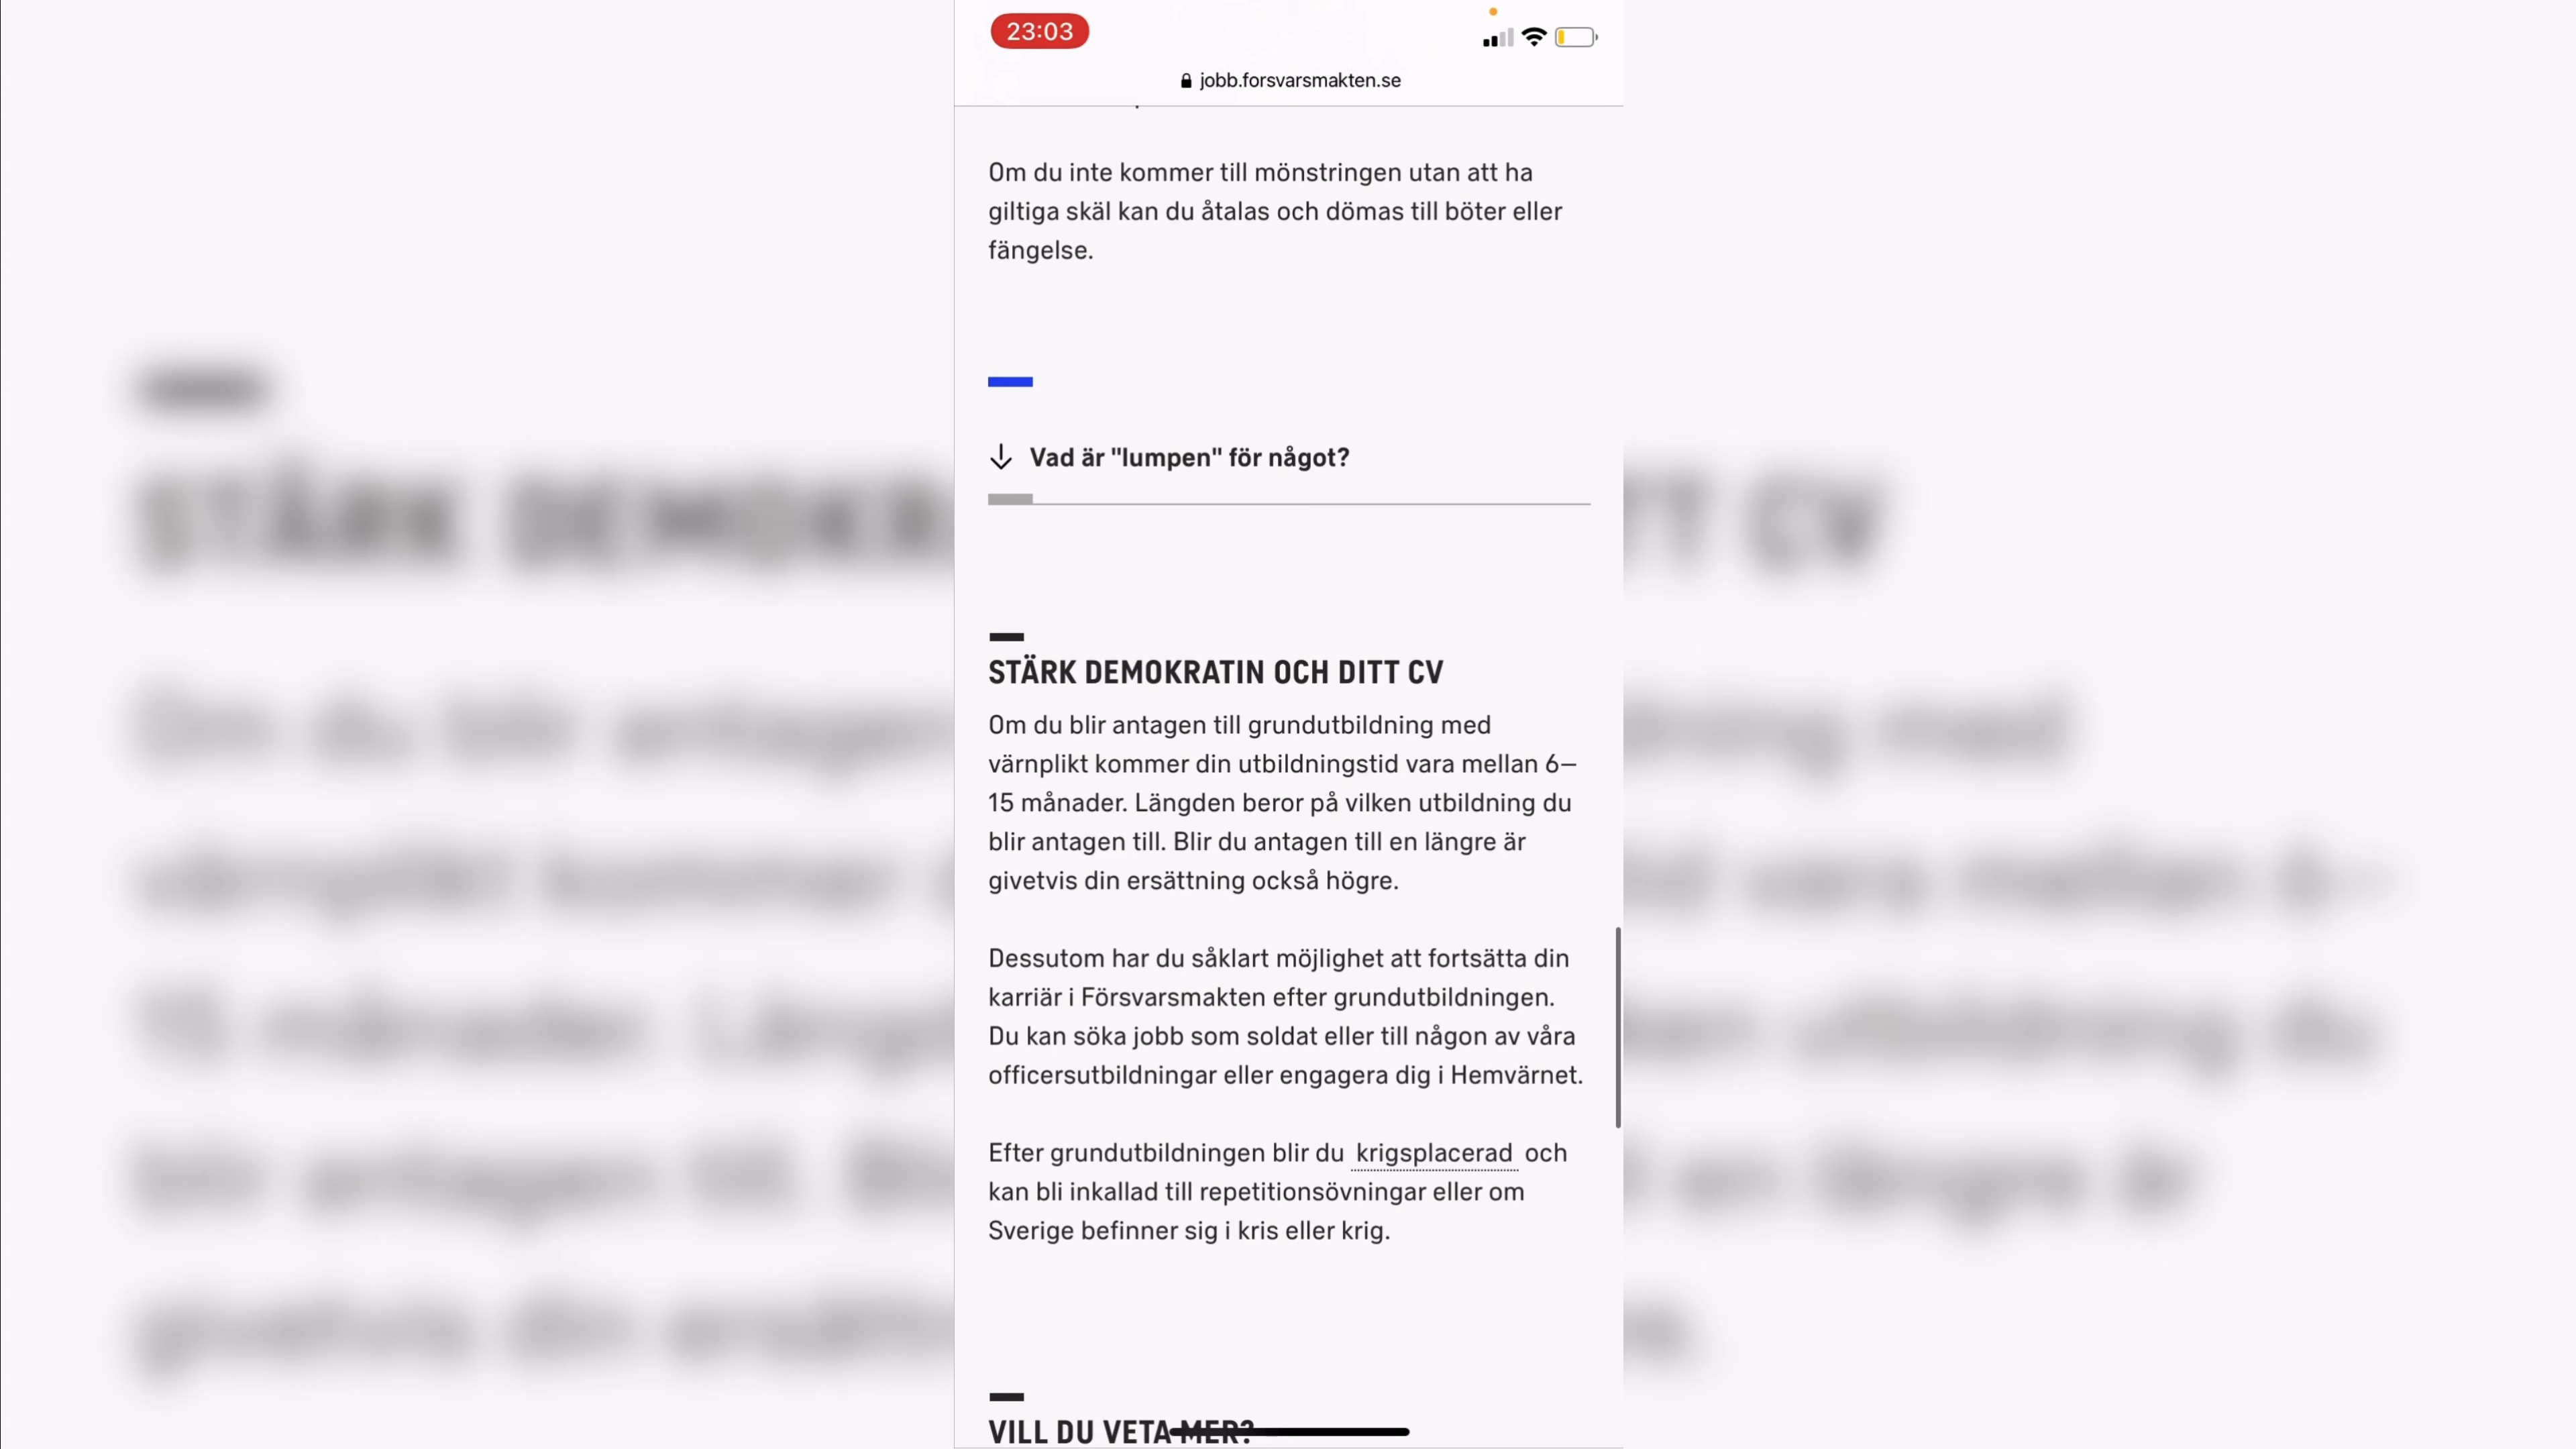 23:03
jobb.forsvarsmakten.se
Om du inte kommer till mönstringen utan att ha
giltiga skäl kan du åtalas och dömas till böter eller
fängelse.
Vad är "lumpen" för något?
STÄRK DEMOKRATIN OCH DITT CV
Om du blir antagen till grundutbildning med
värnplikt kommer din utbildningstid vara mellan 6–
15 månader. Längden beror på vilken utbildning du
blir antagen till. Blir du antagen till en längre är
givetvis din ersättning också högre.
Dessutom har du såklart möjlighet att fortsätta din
karriär i Försvarsmakten efter grundutbildningen.
Du kan söka jobb som soldat eller till någon av våra
officersutbildningar eller engagera dig i Hemvärnet.
Efter grundutbildningen blir du krigsplacerad och
kan bli inkallad till repetitionsövningar eller om
Sverige befinner sig i kris eller krig.
VILL DU VETA MER?